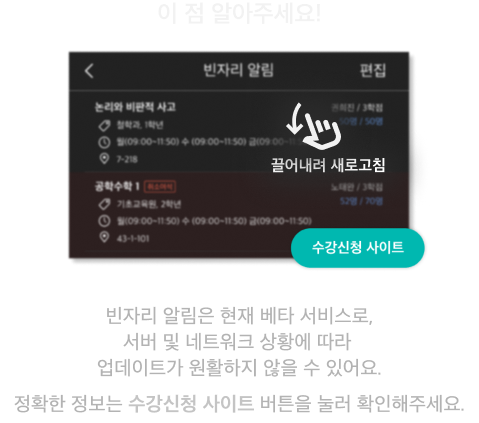 이 점 알아주세요!
빈자리 알림
편집
논리와 비판적 사고
철학과, 1학년
/ 3학점
50명 / 50명
월(09:00~11:50) 수 (09:00~11:50) 금(09:00~11:50)
7-218
끌어내려 새로고침
공학수학 1
기초교육원, 2학년
노태완 / 3학점
52명 / 70명
월(09:00~11:50) 수 (09:00~11:50) 금(09:00~11:50)
43-1-101
수강신청 사이트
빈자리 알림은 현재 베타 서비스로,
서버 및 네트워크 상황에 따라
업데이트가 원활하지 않을 수 있어요.
정확한 정보는 수강신청 사이트 버튼을 눌러 확인해주세요.